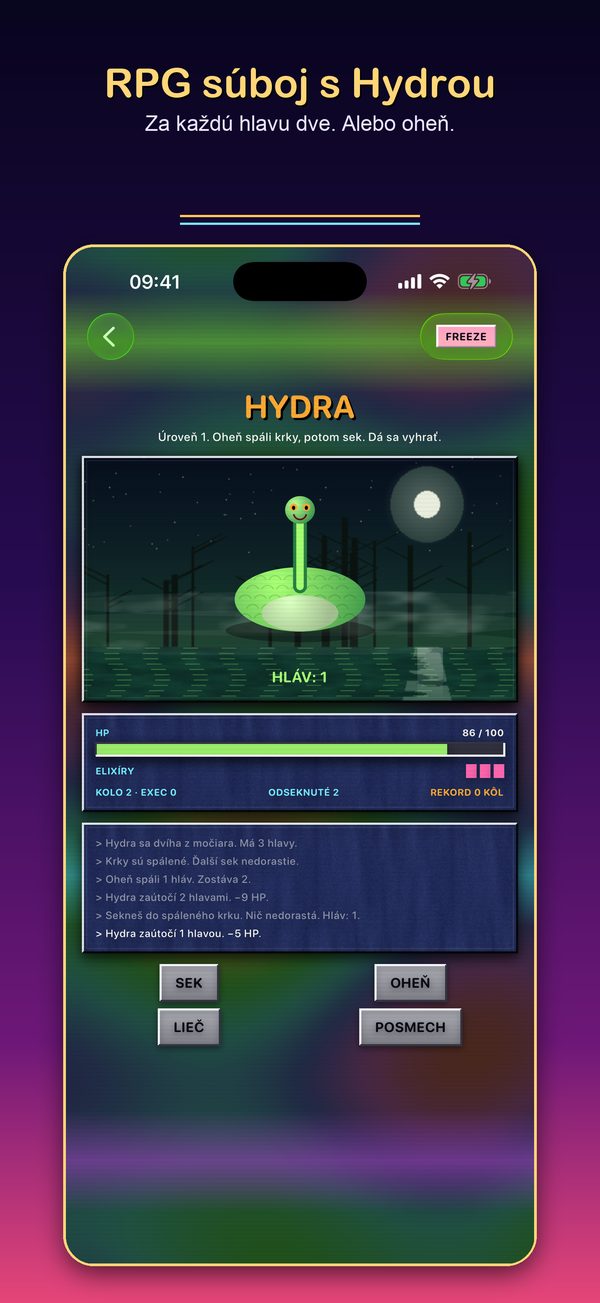 RPG súboj s Hydrou
Za každú hlavu dve. Alebo oheň.
09:41
FREEZE
HYDRA
Úroveň 1. Oheň spáli krky, potom sek. Dá sa vyhrať.
HLÁV: 1
HP 86 / 100
ELIXÍRY
KOLO 2 · EXEC 0 ODSEKNUTÉ 2 REKORD 0 KÔL
> Hydra sa dvíha z močiara. Má 3 hlavy.
> Krky sú spálené. Ďalší sek nedorastie.
> Oheň spáli 1 hláv. Zostáva 2.
> Hydra zaútočí 2 hlavami. −9 HP.
> Sekneš do spáleného krku. Nič nedorastá. Hláv: 1.
> Hydra zaútočí 1 hlavou. −5 HP.
SEK OHEŇ
LIEČ POSMECH